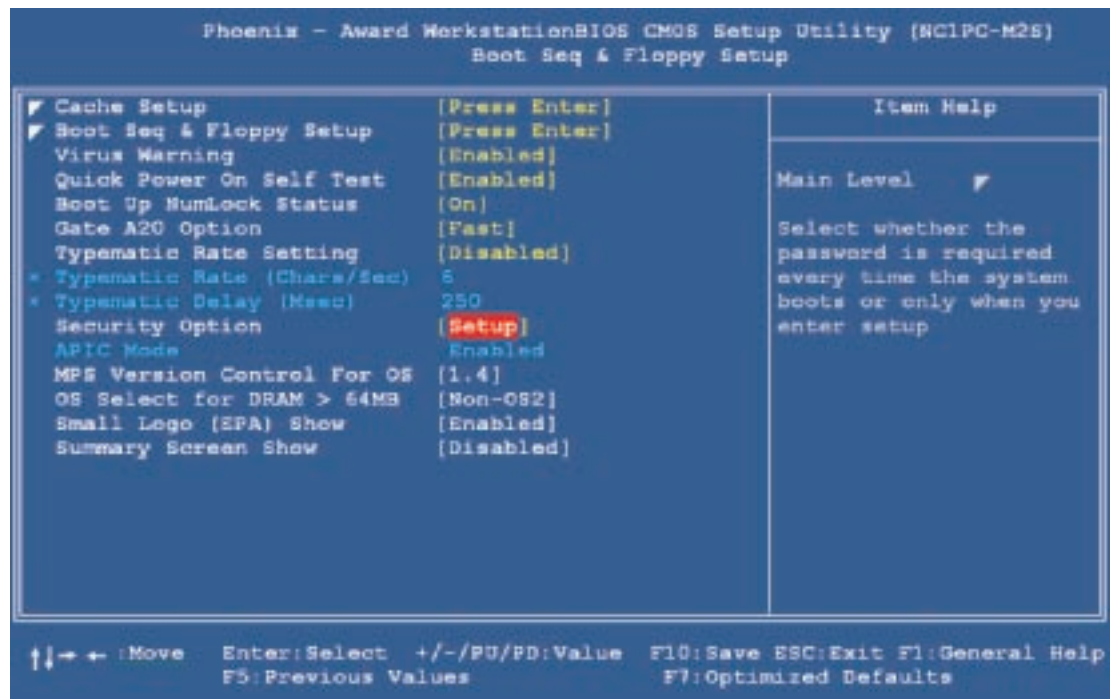 Phoenix - Award WorkstationBIOS CMOS Setup Utility (NC1PC-M2S)
Boot Seq & Floppy Setup
Cache Setup [Press Enter]
Boot Seq & Floppy Setup [Press Enter]
Virus Warning [Enabled]
Quick Power On Self Test [Enabled]
Boot Up NumLock Status [On]
Gate A20 Option [Fast]
Typematic Rate Setting [Disabled]
× Typematic Rate (Chars/Sec) 6
× Typematic Delay (Msec) 250
Security Option [Setup]
APIC Mode Enabled
MPS Version Control For OS [1.4]
OS Select for DRAM > 64MB [Non-OS2]
Small Logo (EPA) Show [Enabled]
Summary Screen Show [Disabled]
Item Help
Main Level
Select whether the
password is required
every time the system
boots or only when you
enter setup
↑↓→ ← :Move Enter:Select +/-/PU/PD:Value F10:Save ESC:Exit F1:General Help
F5:Previous Values F7:Optimized Defaults